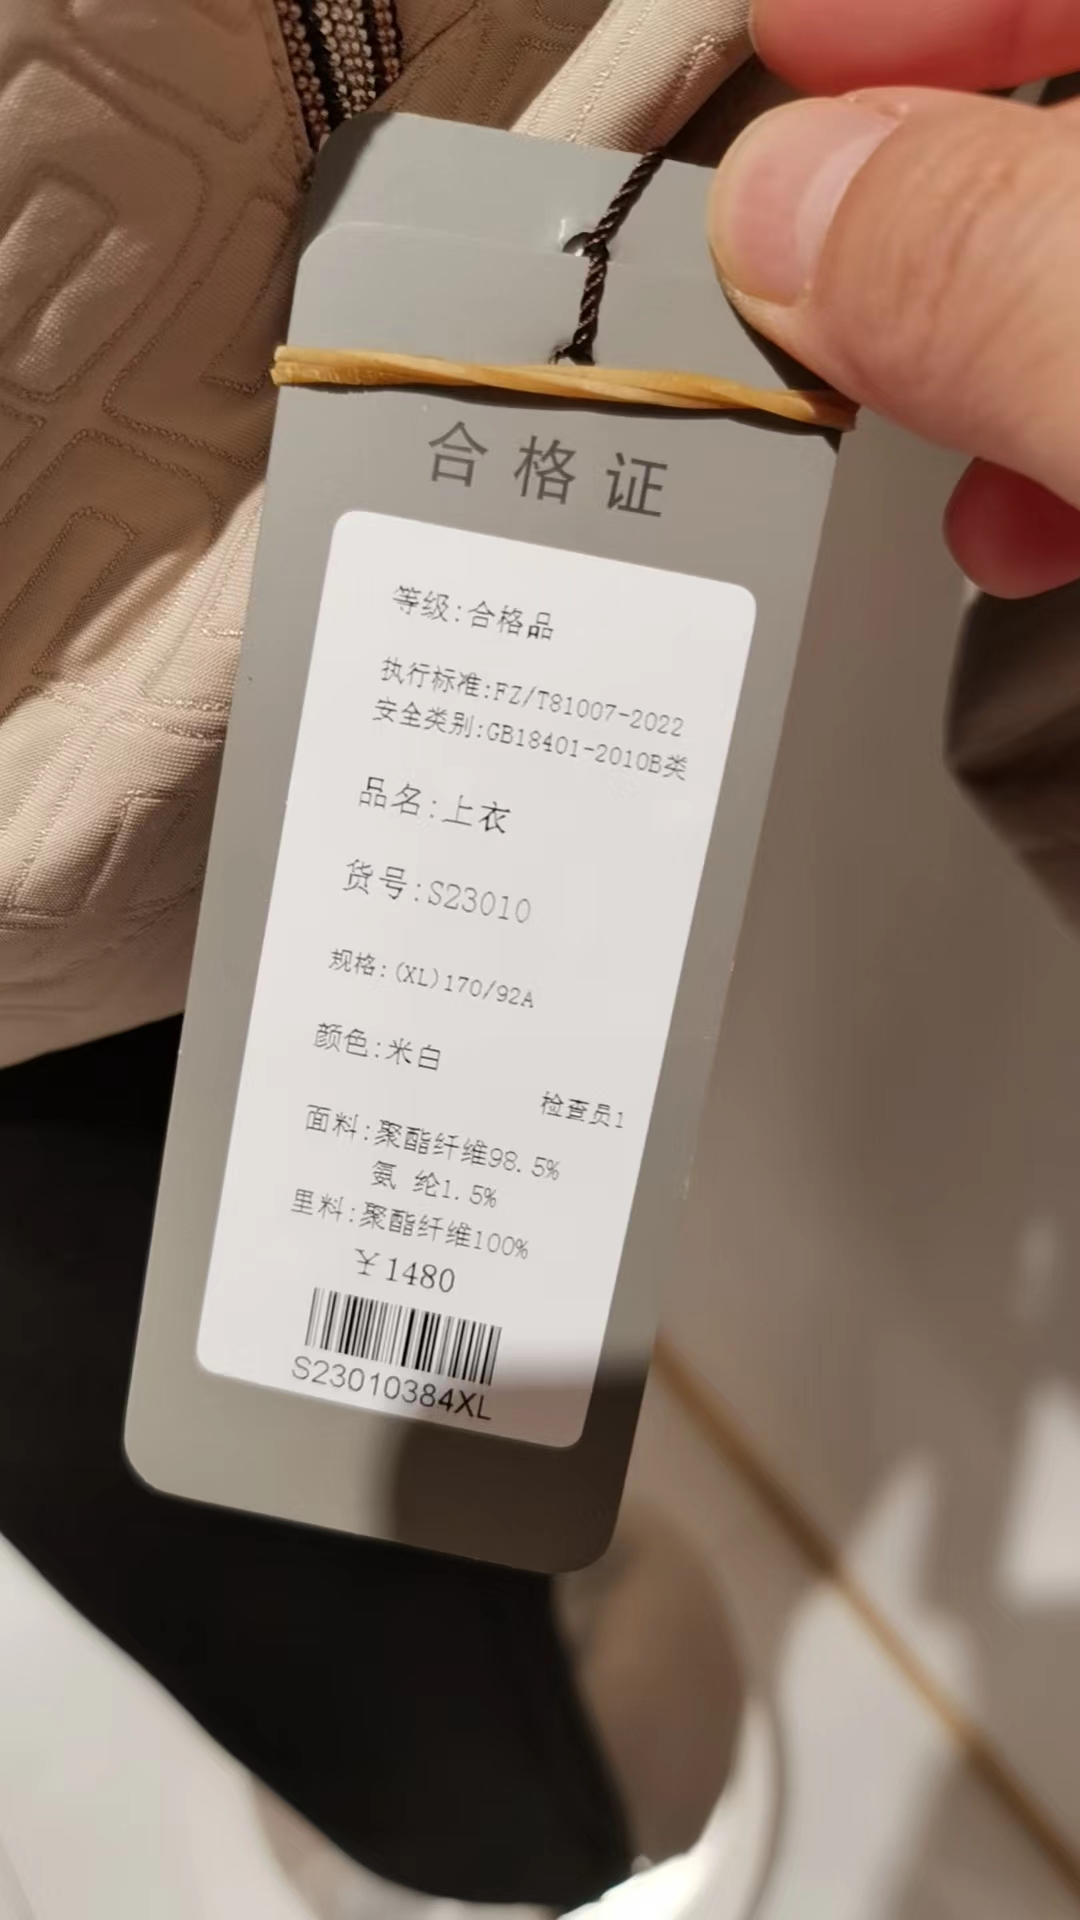 合格证
等级:合格品
执行标准:FZ/T81007-2022
安全类别:GB18401-2010B类
品名:上衣
货号:S23010
规格:(XL)170/92A
颜色:米白
检查员1
面料:聚酯纤维98.5%
氨 纶1.5%
里料:聚酯纤维100%
¥1480
S23010384XL